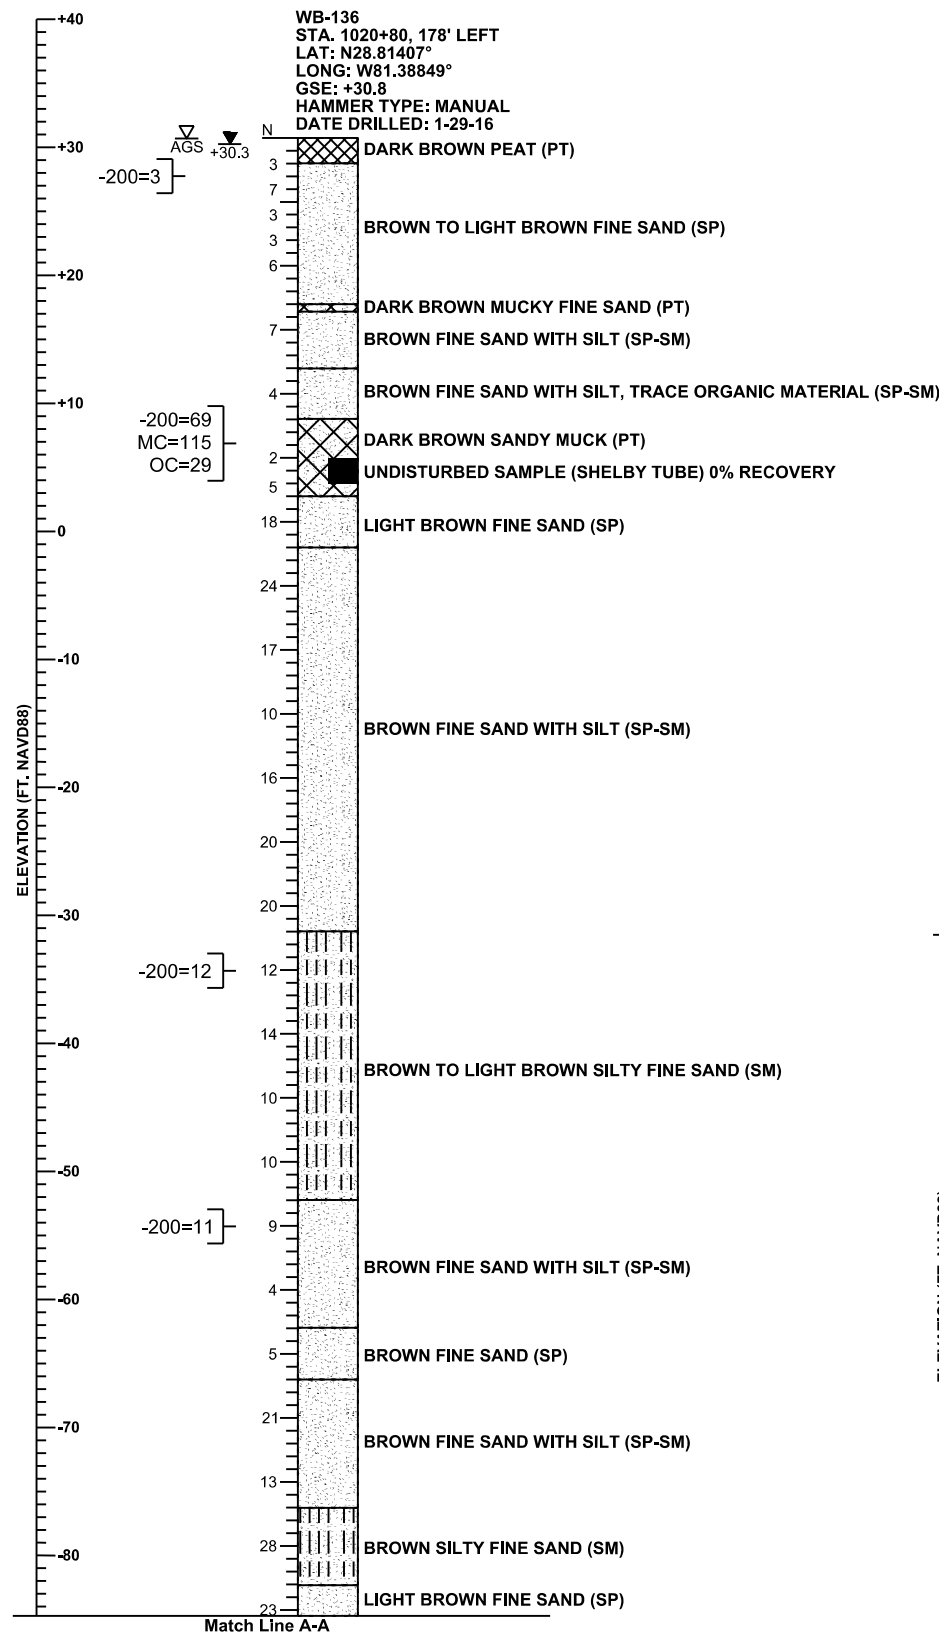 WB-136
STA. 1020+80, 178' LEFT
LAT: N28.81407°
LONG: W81.38849°
GSE: +30.8
HAMMER TYPE: MANUAL
DATE DRILLED: 1-29-16
+40
N
AGS +30.3
+30
DARK BROWN PEAT (PT)
3
-200=3
7
3
BROWN TO LIGHT BROWN FINE SAND (SP)
3
6
+20
DARK BROWN MUCKY FINE SAND (PT)
7
BROWN FINE SAND WITH SILT (SP-SM)
4
BROWN FINE SAND WITH SILT, TRACE ORGANIC MATERIAL (SP-SM)
+10
-200=69
MC=115
OC=29
DARK BROWN SANDY MUCK (PT)
2
UNDISTURBED SAMPLE (SHELBY TUBE) 0% RECOVERY
5
18
LIGHT BROWN FINE SAND (SP)
0
24
17
-10
10
BROWN FINE SAND WITH SILT (SP-SM)
16
-20
ELEVATION (FT. NAVD88)
20
20
-30
-200=12
12
14
-40
BROWN TO LIGHT BROWN SILTY FINE SAND (SM)
10
10
-50
-200=11
9
BROWN FINE SAND WITH SILT (SP-SM)
4
-60
5
BROWN FINE SAND (SP)
21
-70
BROWN FINE SAND WITH SILT (SP-SM)
13
28
BROWN SILTY FINE SAND (SM)
-80
LIGHT BROWN FINE SAND (SP)
23
Match Line A-A